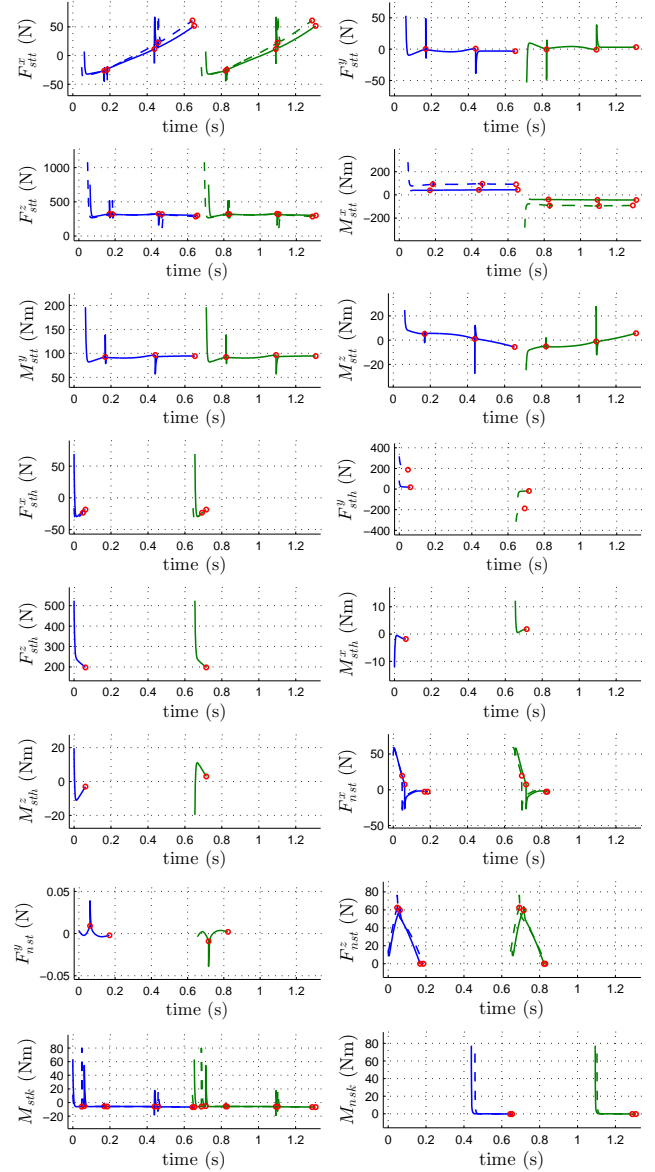 F^x_stt (N)
50
0
−50
0 0.2 0.4 0.6 0.8 1 1.2
time (s)
F^y_stt (N)
50
0
−50
0 0.2 0.4 0.6 0.8 1 1.2
time (s)
F^z_stt (N)
1000
500
0
0 0.2 0.4 0.6 0.8 1 1.2
time (s)
M^x_stt (Nm)
200
0
−200
0 0.2 0.4 0.6 0.8 1 1.2
time (s)
M^y_stt (Nm)
200
150
100
50
0 0.2 0.4 0.6 0.8 1 1.2
time (s)
M^z_stt (Nm)
20
0
−20
0 0.2 0.4 0.6 0.8 1 1.2
time (s)
F^x_sth (N)
50
0
−50
0 0.2 0.4 0.6 0.8 1 1.2
time (s)
F^y_sth (N)
400
200
0
−200
−400
0 0.2 0.4 0.6 0.8 1 1.2
time (s)
F^z_sth (N)
500
400
300
200
0 0.2 0.4 0.6 0.8 1 1.2
time (s)
M^x_sth (Nm)
10
0
−10
0 0.2 0.4 0.6 0.8 1 1.2
time (s)
M^z_sth (Nm)
20
0
−20
0 0.2 0.4 0.6 0.8 1 1.2
time (s)
F^x_nst (N)
50
0
−50
0 0.2 0.4 0.6 0.8 1 1.2
time (s)
F^y_nst (N)
0.05
0
−0.05
0 0.2 0.4 0.6 0.8 1 1.2
time (s)
F^z_nst (N)
80
60
40
20
0
0 0.2 0.4 0.6 0.8 1 1.2
time (s)
M_stk (Nm)
80
60
40
20
0
0 0.2 0.4 0.6 0.8 1 1.2
time (s)
M_nsk (Nm)
80
60
40
20
0
0 0.2 0.4 0.6 0.8 1 1.2
time (s)